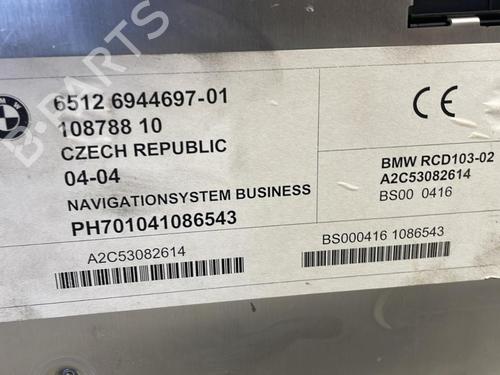 6512 6944697-01
108788 10
CZECH REPUBLIC
04-04
NAVIGATIONSYSTEM BUSINESS
PH701041086543
A2C53082614
CE
BMW RCD103-02
A2C53082614
BS00 0416
BS000416 1086543
B-PARTS